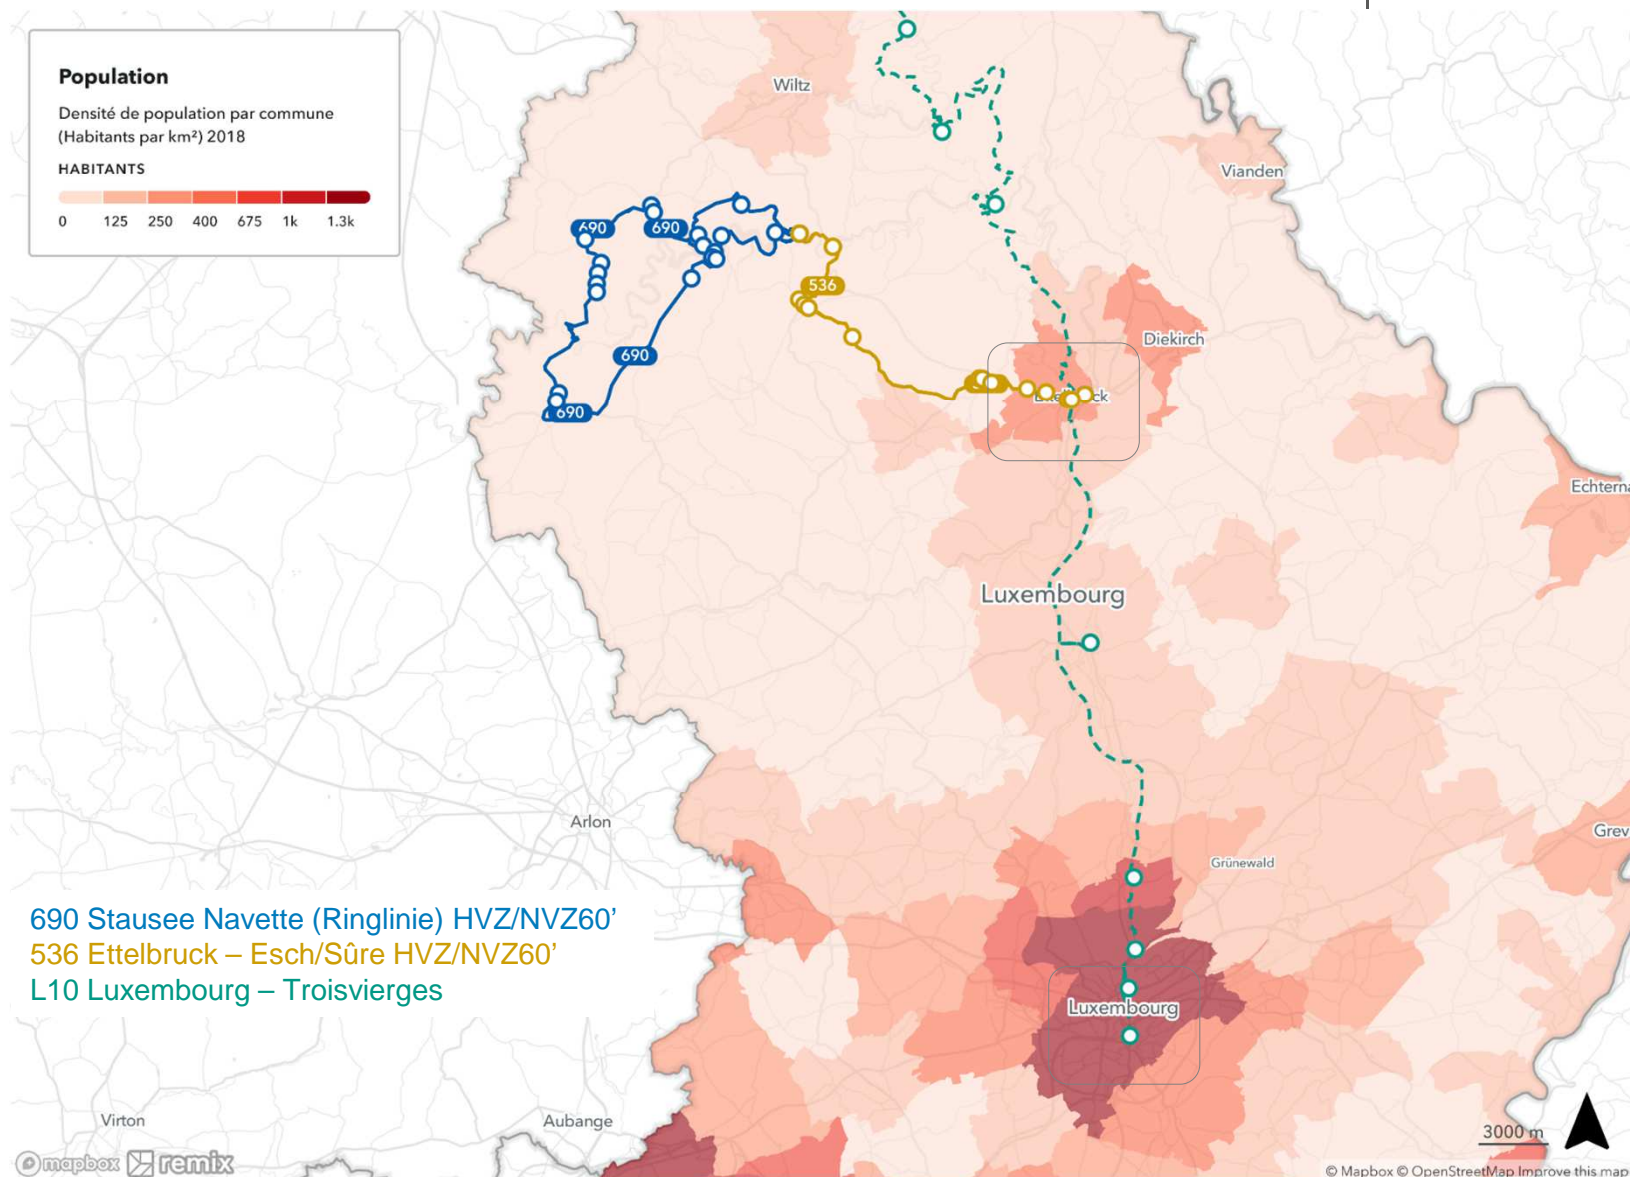 Population
Densité de population par commune
(Habitants par km²) 2018
HABITANTS
0 125 250 400 675 1k 1.3k
Wiltz
Vianden
690 690
536
690
690
Diekirch
Echterna
Luxembourg
Arlon
Grev
Grünewald
690 Stausee Navette (Ringlinie) HVZ/NVZ60’
536 Ettelbruck – Esch/Sûre HVZ/NVZ60’
L10 Luxembourg – Troisvierges
Luxembourg
Virton
Aubange
3000 m
mapbox remix
© Mapbox © OpenStreetMap Improve this map